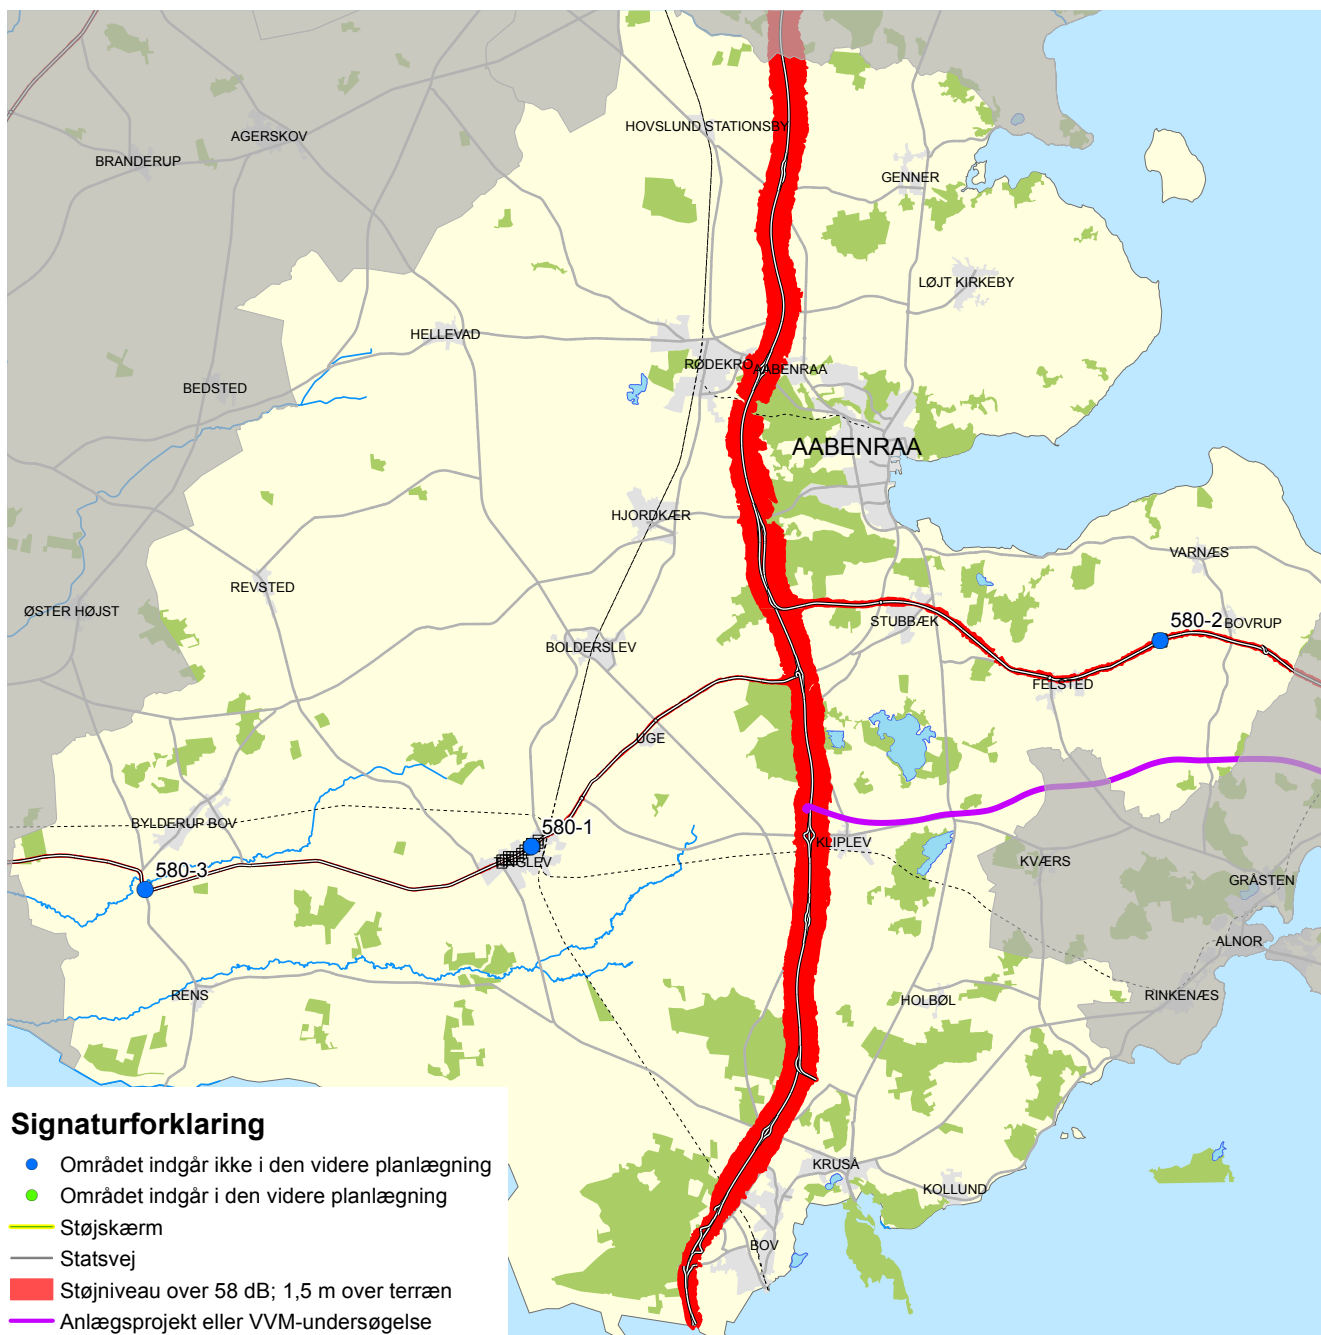 HOVSLUND STATIONSBY
AGERSKOV
BRANDERUP
GENNER
LØJT KIRKEBY
HELLEVAD
RØDEKRO
AABENRAA
BEDSTED
AABENRAA
HJORDKÆR
VARNÆS
REVSTED
ØSTER HØJST
STUBBÆK
580-2
BOVRUP
BOLDERSLEV
FELSTED
UGE
BYLDERUP BOV
580-1
KLIPLEV
580-3
KVÆRS
GRÅSTEN
ALNOR
RENS
HOLBØL
RINKENÆS
KRUSÅ
KOLLUND
BOV
Signaturforklaring
Området indgår ikke i den videre planlægning
Området indgår i den videre planlægning
Støjskærm
Statsvej
Støjniveau over 58 dB; 1,5 m over terræn
Anlægsprojekt eller VVM-undersøgelse